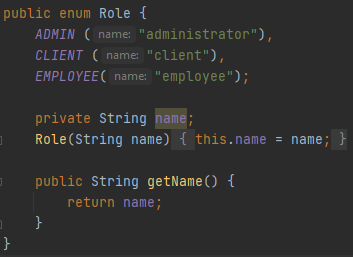 public enum Role {
ADMIN ( name: "administrator"),
CLIENT ( name: "client"),
EMPLOYEE( name: "employee");
private String name;
Role(String name) { this.name = name; }
public String getName() {
return name;
}
}